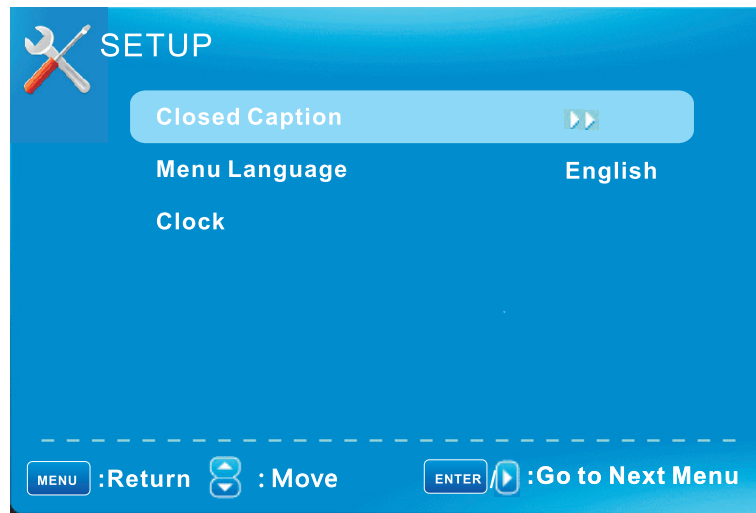 SETUP
Closed Caption
Menu Language English
Clock
MENU :Return : Move ENTER / :Go to Next Menu